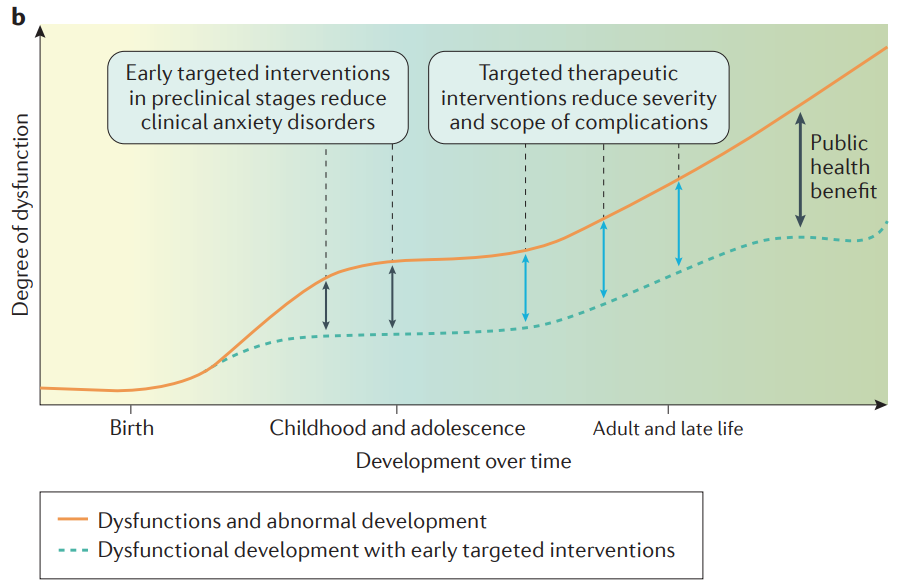 b
Early targeted interventions
in preclinical stages reduce
clinical anxiety disorders
Targeted therapeutic
interventions reduce severity
and scope of complications
Public
health
benefit
Degree of dysfunction
Birth
Childhood and adolescence
Adult and late life
Development over time
Dysfunctions and abnormal development
Dysfunctional development with early targeted interventions